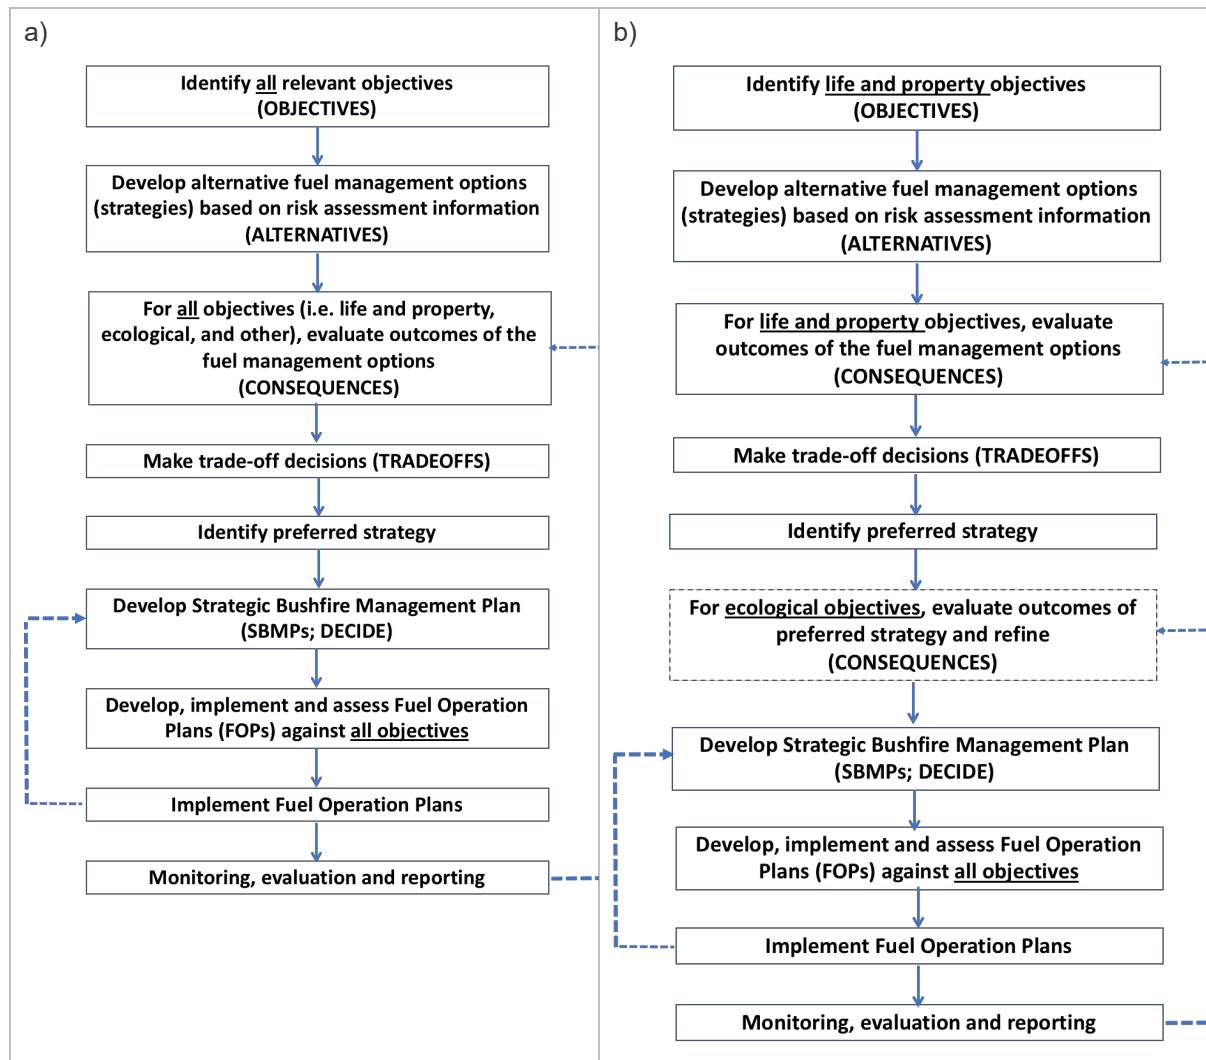 a)
Identify all relevant objectives
(OBJECTIVES)
Develop alternative fuel management options
(strategies) based on risk assessment information
(ALTERNATIVES)
For all objectives (i.e. life and property,
ecological, and other), evaluate outcomes of the
fuel management options
(CONSEQUENCES)
Make trade-off decisions (TRADEOFFS)
Identify preferred strategy
Develop Strategic Bushfire Management Plan
(SBMPs; DECIDE)
Develop, implement and assess Fuel Operation
Plans (FOPs) against all objectives
Implement Fuel Operation Plans
Monitoring, evaluation and reporting
b)
Identify life and property objectives
(OBJECTIVES)
Develop alternative fuel management options
(strategies) based on risk assessment information
(ALTERNATIVES)
For life and property objectives, evaluate
outcomes of the fuel management options
(CONSEQUENCES)
Make trade-off decisions (TRADEOFFS)
Identify preferred strategy
For ecological objectives, evaluate outcomes of
preferred strategy and refine
(CONSEQUENCES)
Develop Strategic Bushfire Management Plan
(SBMPs; DECIDE)
Develop, implement and assess Fuel Operation
Plans (FOPs) against all objectives
Implement Fuel Operation Plans
Monitoring, evaluation and reporting